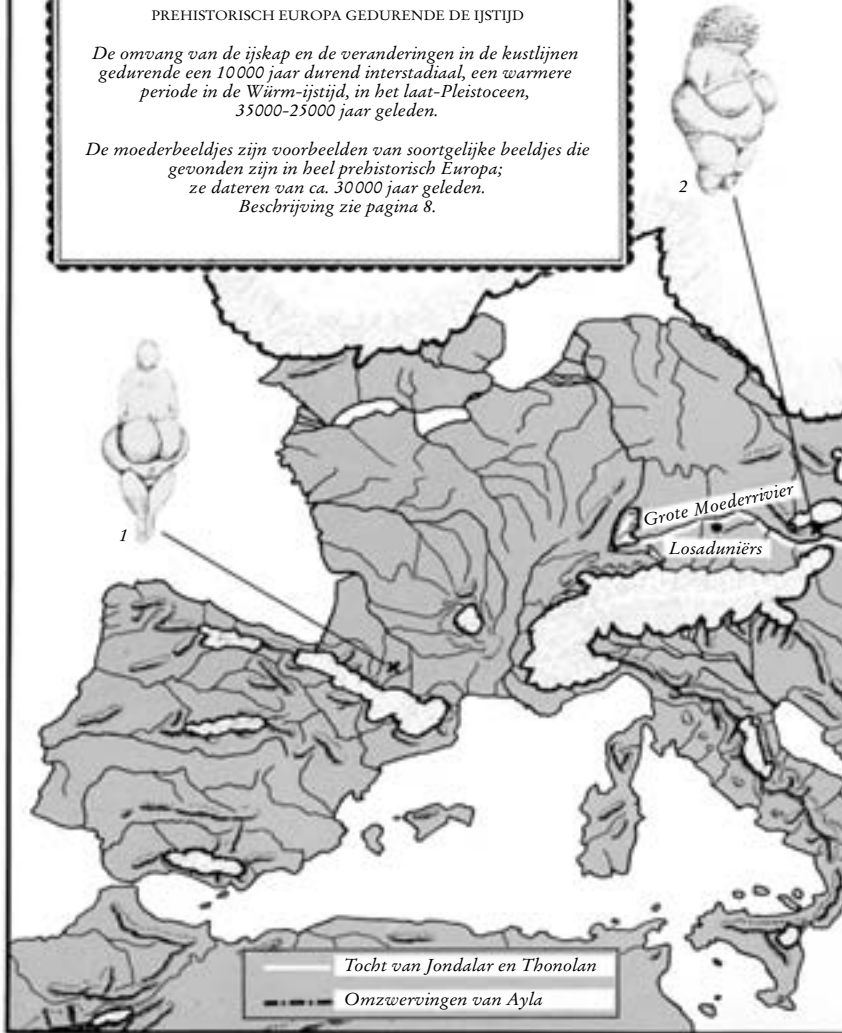 PREHISTORISCH EUROPA GEDURENDE DE IJSTIJD
De omvang van de ijskap en de veranderingen in de kustlijnen
gedurende een 10000 jaar durend interstadiaal, een warmere
periode in de Würm-ijstijd, in het laat-Pleistoceen,
35000-25000 jaar geleden.
De moederbeeldjes zijn voorbeelden van soortgelijke beeldjes die
gevonden zijn in heel prehistorisch Europa;
ze dateren van ca. 30000 jaar geleden.
Beschrijving zie pagina 8.
2
1
Grote Moederrivier
Losaduniërs
Tocht van Jondalar en Thonolan
Omzwervingen van Ayla